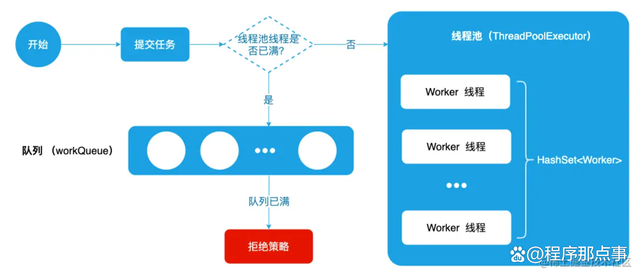 开始
提交任务
线程池线程是
否已满?
否
是
线程池（ThreadPoolExecutor）
Worker 线程
Worker 线程
•••
Worker 线程
HashSet<Worker>
队列 （workQueue）
•••
队列已满
拒绝策略
@程序那点事